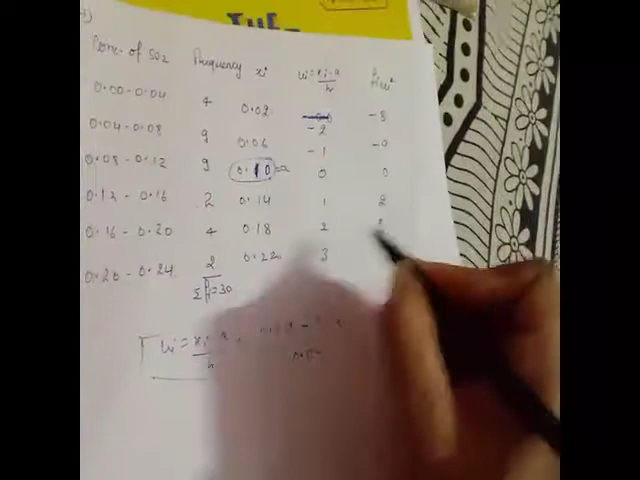 THE
Conc. of SO2 Frequency xi ui = xi-a/h fiui
0.00-0.04 4 0.02 -2 -8
0.04-0.08 9 0.06 -1 -9
0.08-0.12 9 0.10 =a 0 0
0.12-0.16 2 0.14 1 2
0.16-0.20 4 0.18 2
0.20-0.24 2 0.22 3
Σfi=30
ui = xi-a/h